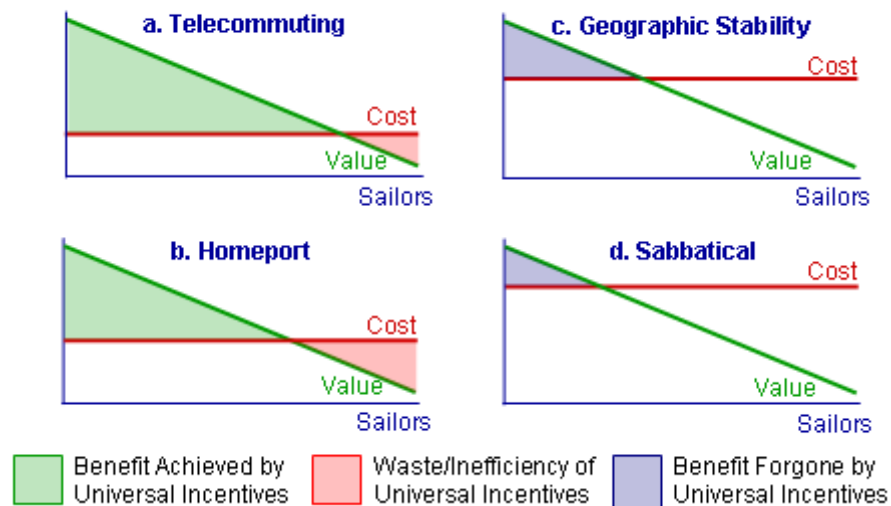 a. Telecommuting
Cost
Value
Sailors
c. Geographic Stability
Cost
Value
Sailors
b. Homeport
Cost
Value
Sailors
d. Sabbatical
Cost
Value
Sailors
Benefit Achieved by
Universal Incentives
Waste/Inefficiency of
Universal Incentives
Benefit Forgone by
Universal Incentives